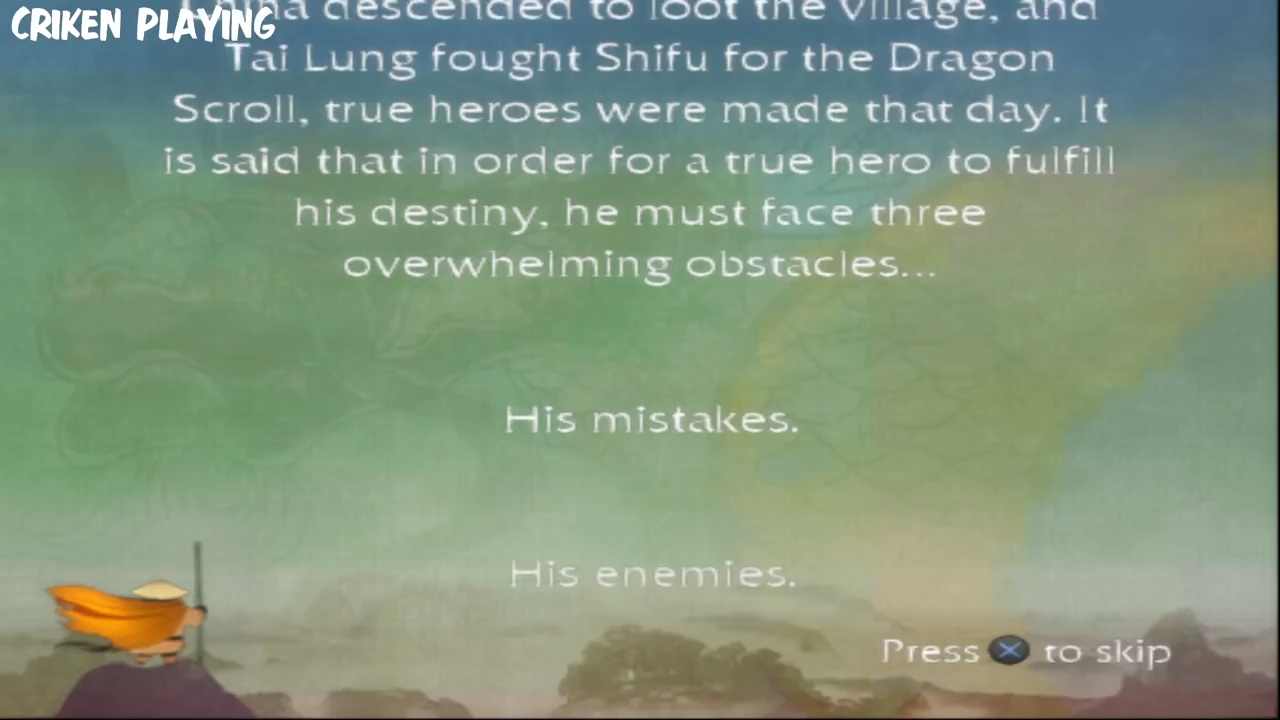 CRIKEN PLAYING
China descended to loot the village, and
Tai Lung fought Shifu for the Dragon
Scroll, true heroes were made that day. It
is said that in order for a true hero to fulfill
his destiny, he must face three
overwhelming obstacles...
His mistakes.
His enemies.
Press to skip